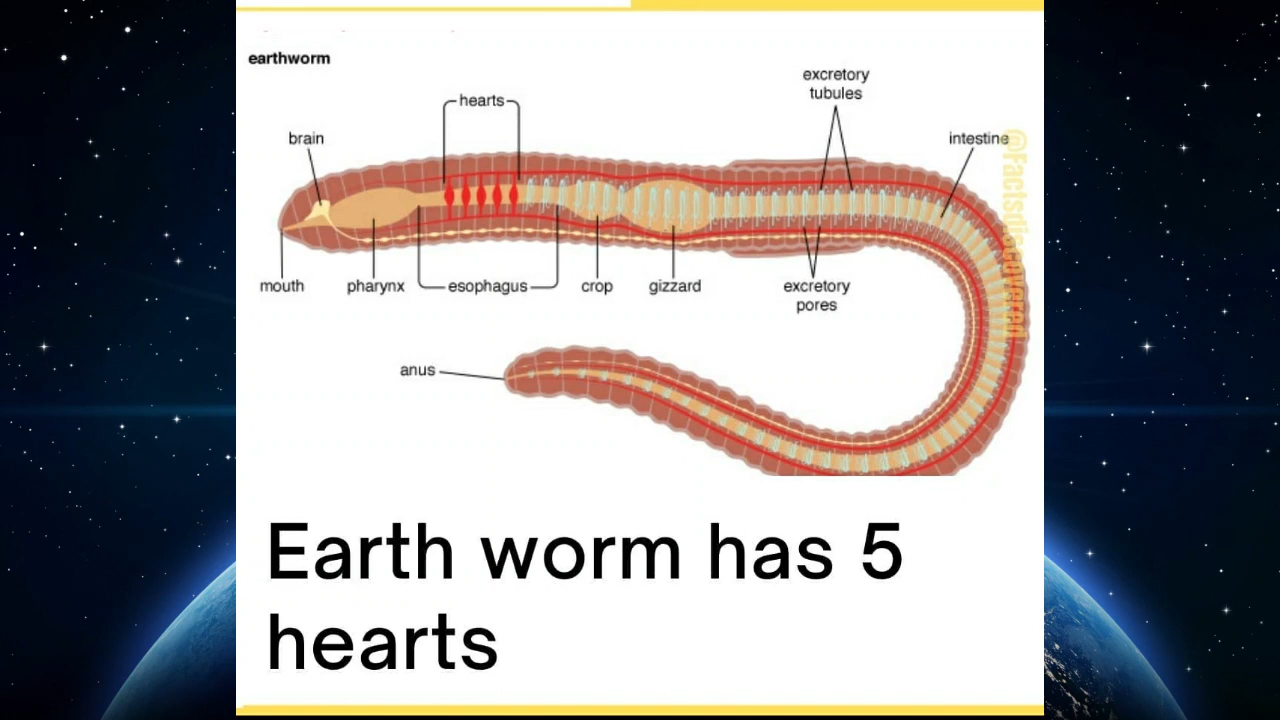 earthworm
excretory
tubules
hearts
brain
intestine
mouth
pharynx
esophagus
crop
gizzard
excretory
pores
anus
@Factsdiscovered
Earth worm has 5
hearts